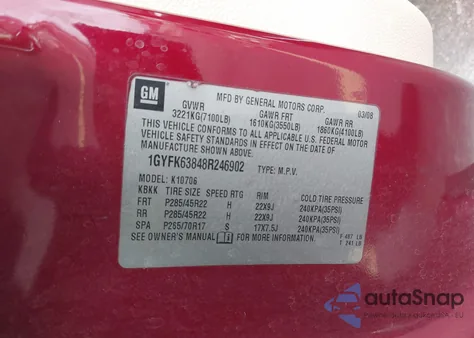 GM
MFD BY GENERAL MOTORS CORP. 03/08
GVWR GAWR FRT GAWR RR
3221KG(7100LB) 1610KG(3550LB) 1860KG(4100LB)
THIS VEHICLE CONFORMS TO ALL APPLICABLE U.S. FEDERAL MOTOR
VEHICLE SAFETY STANDARDS IN EFFECT ON THE DATE OF
MANUFACTURE SHOWN ABOVE.
1GYFK63848R246902 TYPE: M.P.V.
MODEL: K10706
KBKK TIRE SIZE SPEED RTG RIM COLD TIRE PRESSURE
FRT P285/45R22 H 22X9J 240KPA(35PSI)
RR P285/45R22 H 22X9J 240KPA(35PSI)
SPA P265/70R17 S 17X7.5J 240KPA(35PSI)
SEE OWNER'S MANUAL FOR MORE INFORMATION.
F 497 LB
T 241 LB
autoSnap